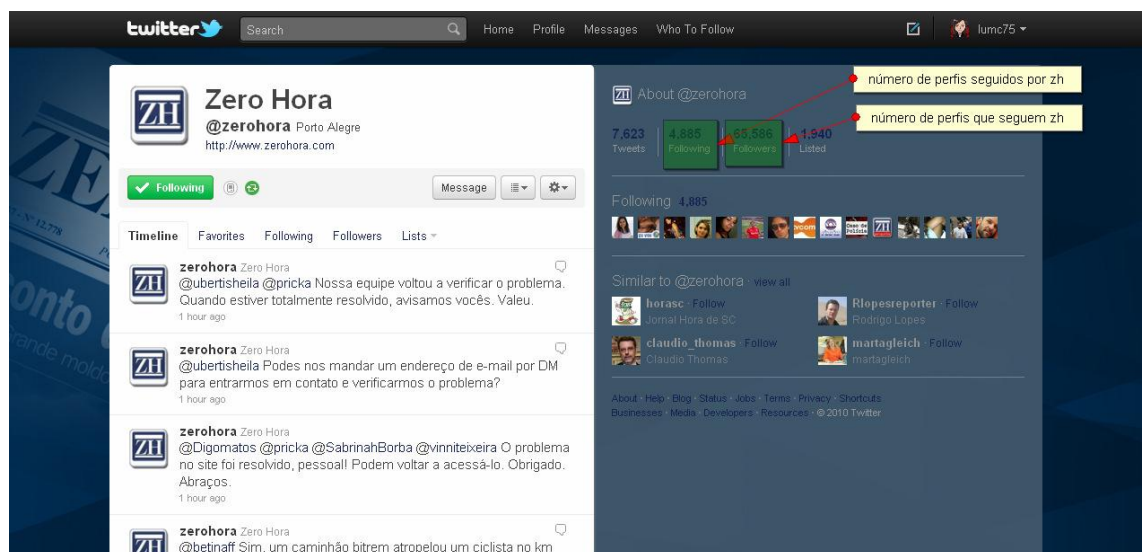 twitter
Search
Home Profile Messages Who To Follow
lumc75
ZH
Zero Hora
@zerohora Porto Alegre
http://www.zerohora.com
Following
Message
Timeline Favorites Following Followers Lists
zerohora Zero Hora
@ubertisheila @pricka Nossa equipe voltou a verificar o problema.
Quando estiver totalmente resolvido, avisamos vocês. Valeu.
1 hour ago
zerohora Zero Hora
@ubertisheila Podes nos mandar um endereço de e-mail por DM
para entrarmos em contato e verificarmos o problema?
1 hour ago
zerohora Zero Hora
@Digomatos @pricka @SabrinahBorba @vinniteixeira O problema
no site foi resolvido, pessoal! Podem voltar a acessá-lo. Obrigado.
Abraços.
1 hour ago
zerohora Zero Hora
@betinaff Sim, um caminhão bitrem atropelou um ciclista no km
número de perfis seguidos por zh
número de perfis que seguem zh
ZH About @zerohora
7,623 4,885 65,586 1,940
Tweets Following Followers Listed
Following 4,885
Similar to @zerohora · view all
horasc · Follow
Jornal Hora de SC
Rlopesreporter · Follow
Rodrigo Lopes
claudio_thomas · Follow
Claudio Thomas
martagleich · Follow
martagleich
About · Help · Blog · Status · Jobs · Terms · Privacy · Shortcuts
Businesses · Media · Developers · Resources · © 2010 Twitter